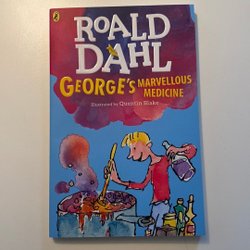 ROALD
DAHL
GEORGE'S MARVELLOUS
MEDICINE
Illustrated by Quentin Blake